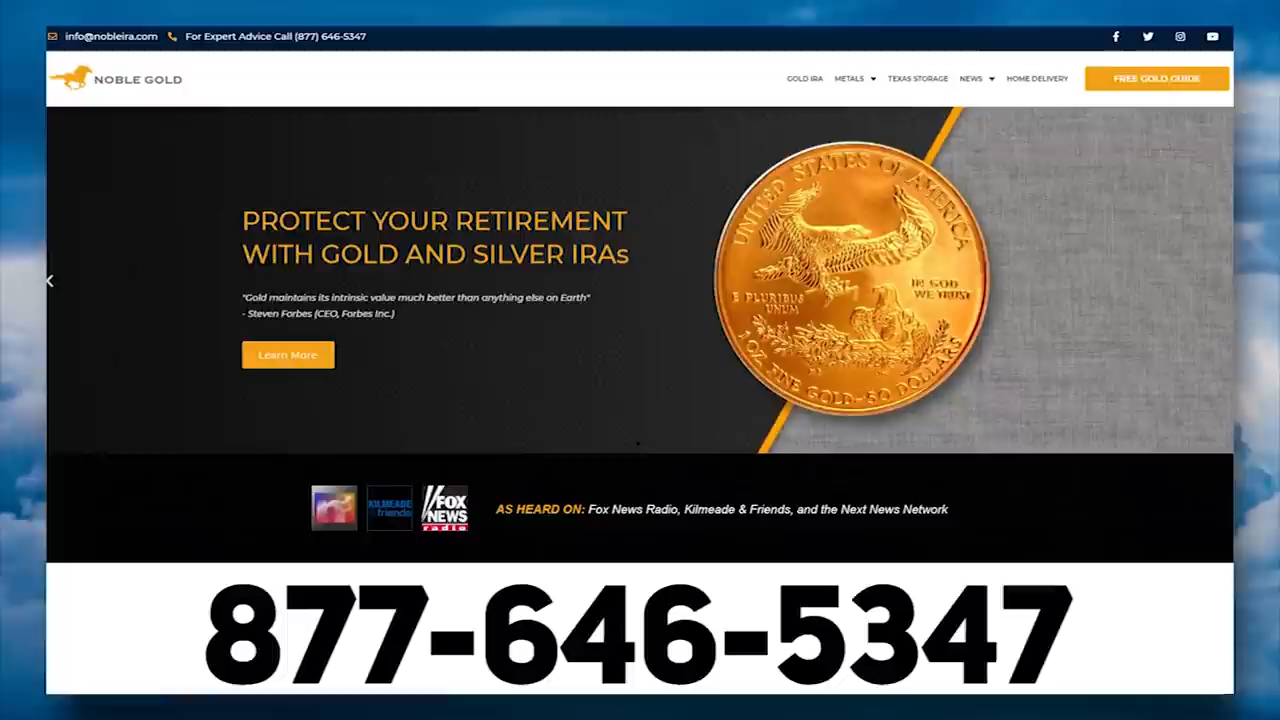 info@nobleira.com For Expert Advice Call (877) 646-5347
NOBLE GOLD
GOLD IRA METALS TEXAS STORAGE NEWS HOME DELIVERY FREE GOLD GUIDE
PROTECT YOUR RETIREMENT
WITH GOLD AND SILVER IRAs
"Gold maintains its intrinsic value much better than anything else on Earth"
- Steven Forbes (CEO, Forbes Inc.)
Learn More
UNITED STATES OF AMERICA
IN GOD
WE TRUST
E PLURIBUS
UNUM
1 OZ. FINE GOLD-50 DOLLARS
KILMEADE
friends
FOX
NEWS
radio
AS HEARD ON: Fox News Radio, Kilmeade & Friends, and the Next News Network
877-646-5347